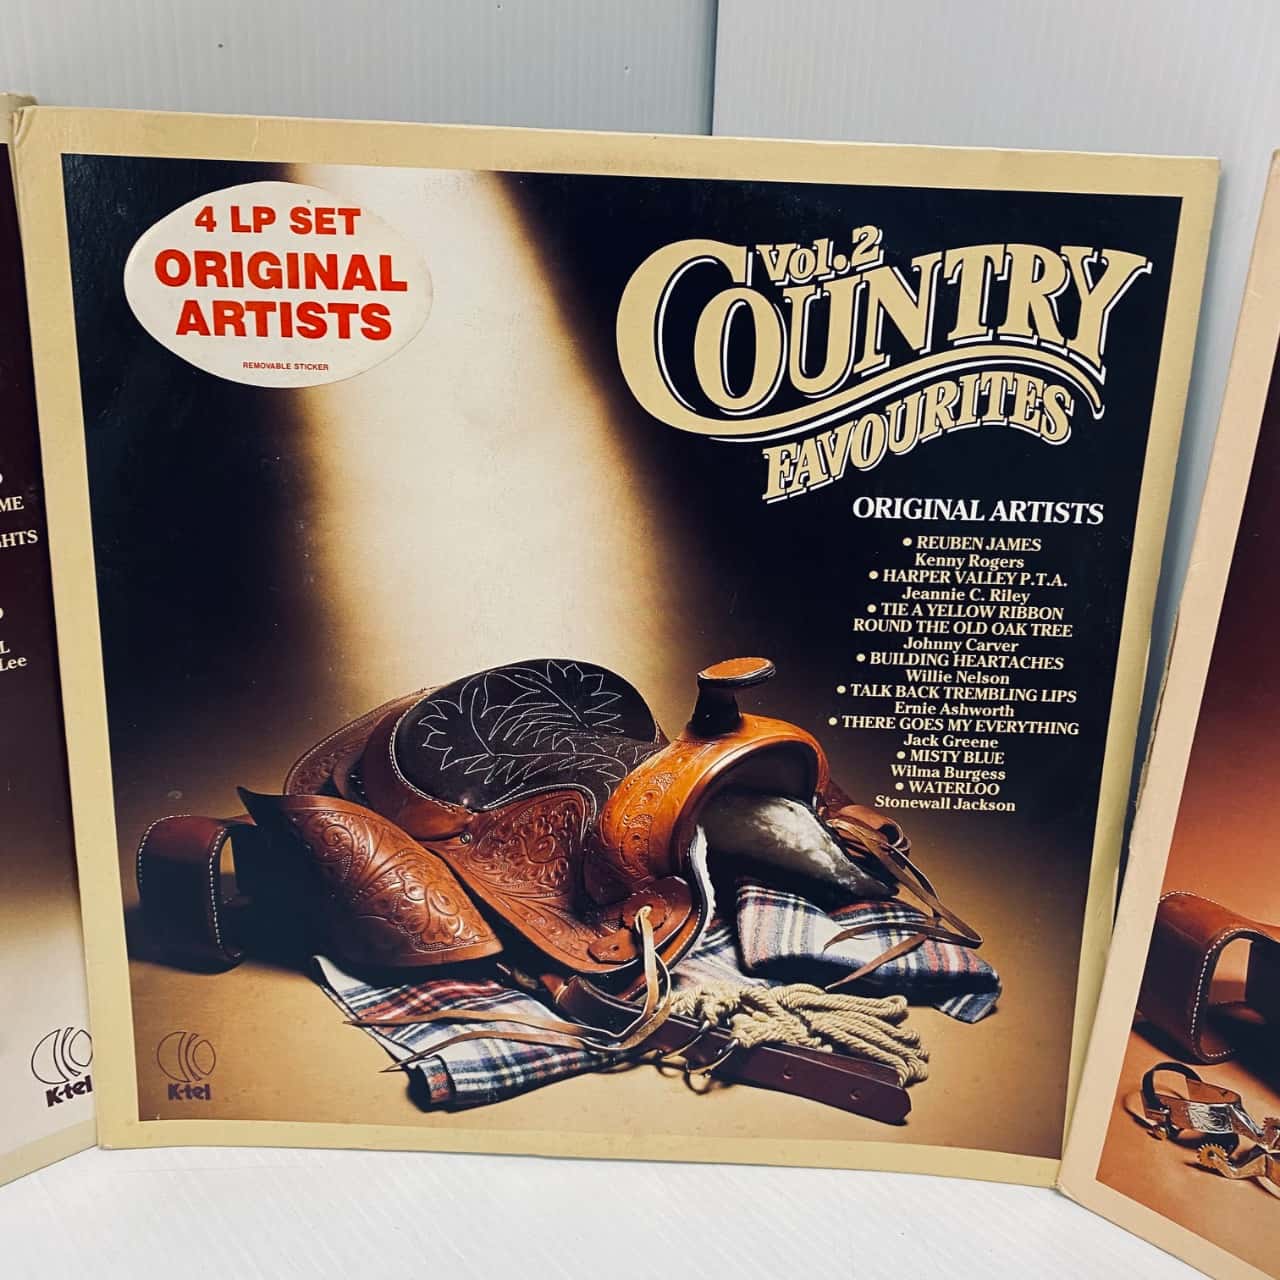 ME
HTS
Lee
K-tel
4 LP SET
ORIGINAL
ARTISTS
REMOVABLE STICKER
Vol. 2
COUNTRY
FAVOURITES
ORIGINAL ARTISTS
• REUBEN JAMES
Kenny Rogers
• HARPER VALLEY P.T.A.
Jeannie C. Riley
• TIE A YELLOW RIBBON
ROUND THE OLD OAK TREE
Johnny Carver
• BUILDING HEARTACHES
Willie Nelson
• TALK BACK TREMBLING LIPS
Ernie Ashworth
• THERE GOES MY EVERYTHING
Jack Greene
• MISTY BLUE
Wilma Burgess
• WATERLOO
Stonewall Jackson
K-tel